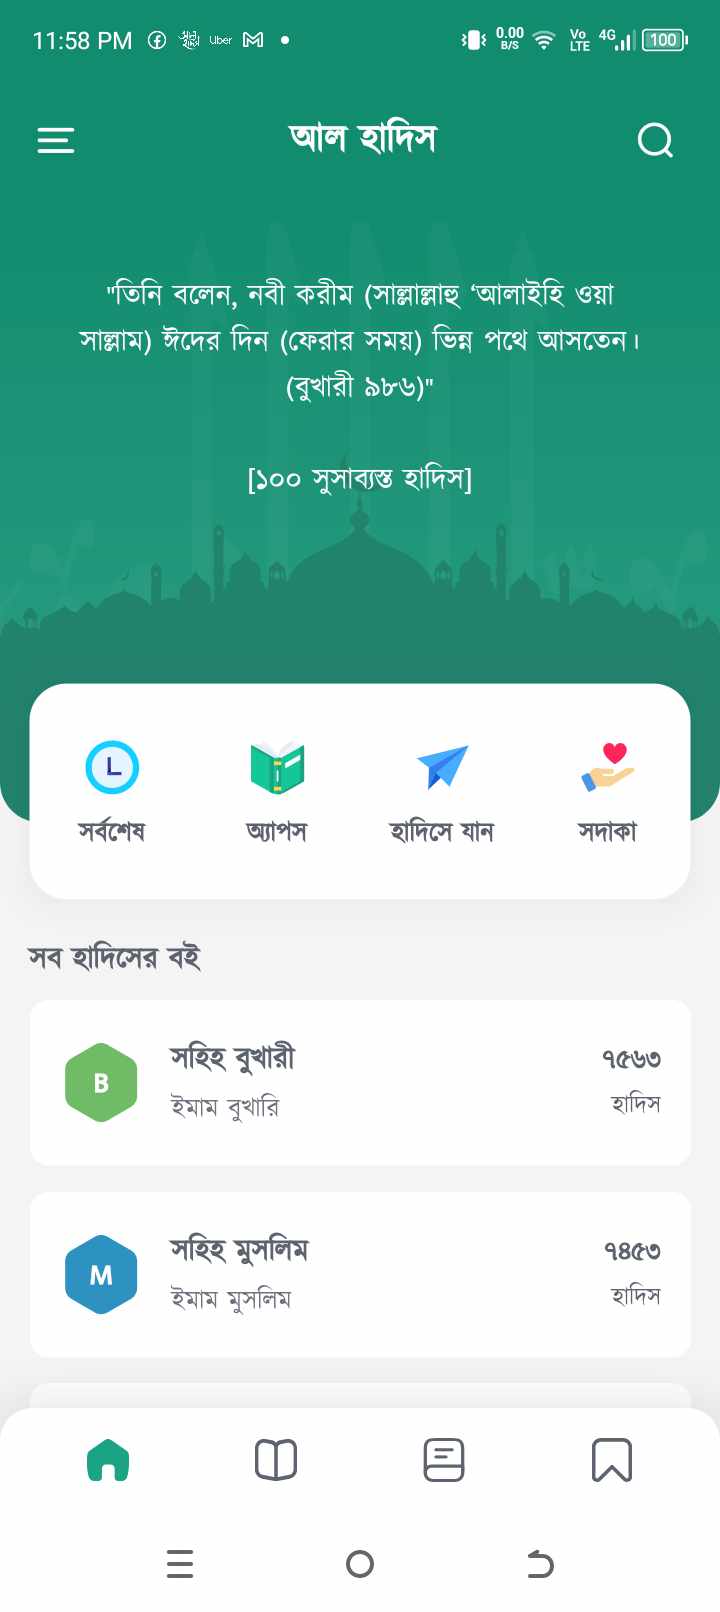 11:58 PM Uber
0.00 B/S Vo LTE 4G 100
আল হাদিস
"তিনি বলেন, নবী করীম (সাল্লাল্লাহু ‘আলাইহি ওয়া
সাল্লাম) ঈদের দিন (ফেরার সময়) ভিন্ন পথে আসতেন।
(বুখারী ৯৮৬)"
[১০০ সুসাব্যস্ত হাদিস]
L
সর্বশেষ অ্যাপস হাদিসে যান সদাকা
সব হাদিসের বই
B
সহিহ বুখারী ৭৫৬৩
ইমাম বুখারি হাদিস
M
সহিহ মুসলিম ৭৪৫৩
ইমাম মুসলিম হাদিস